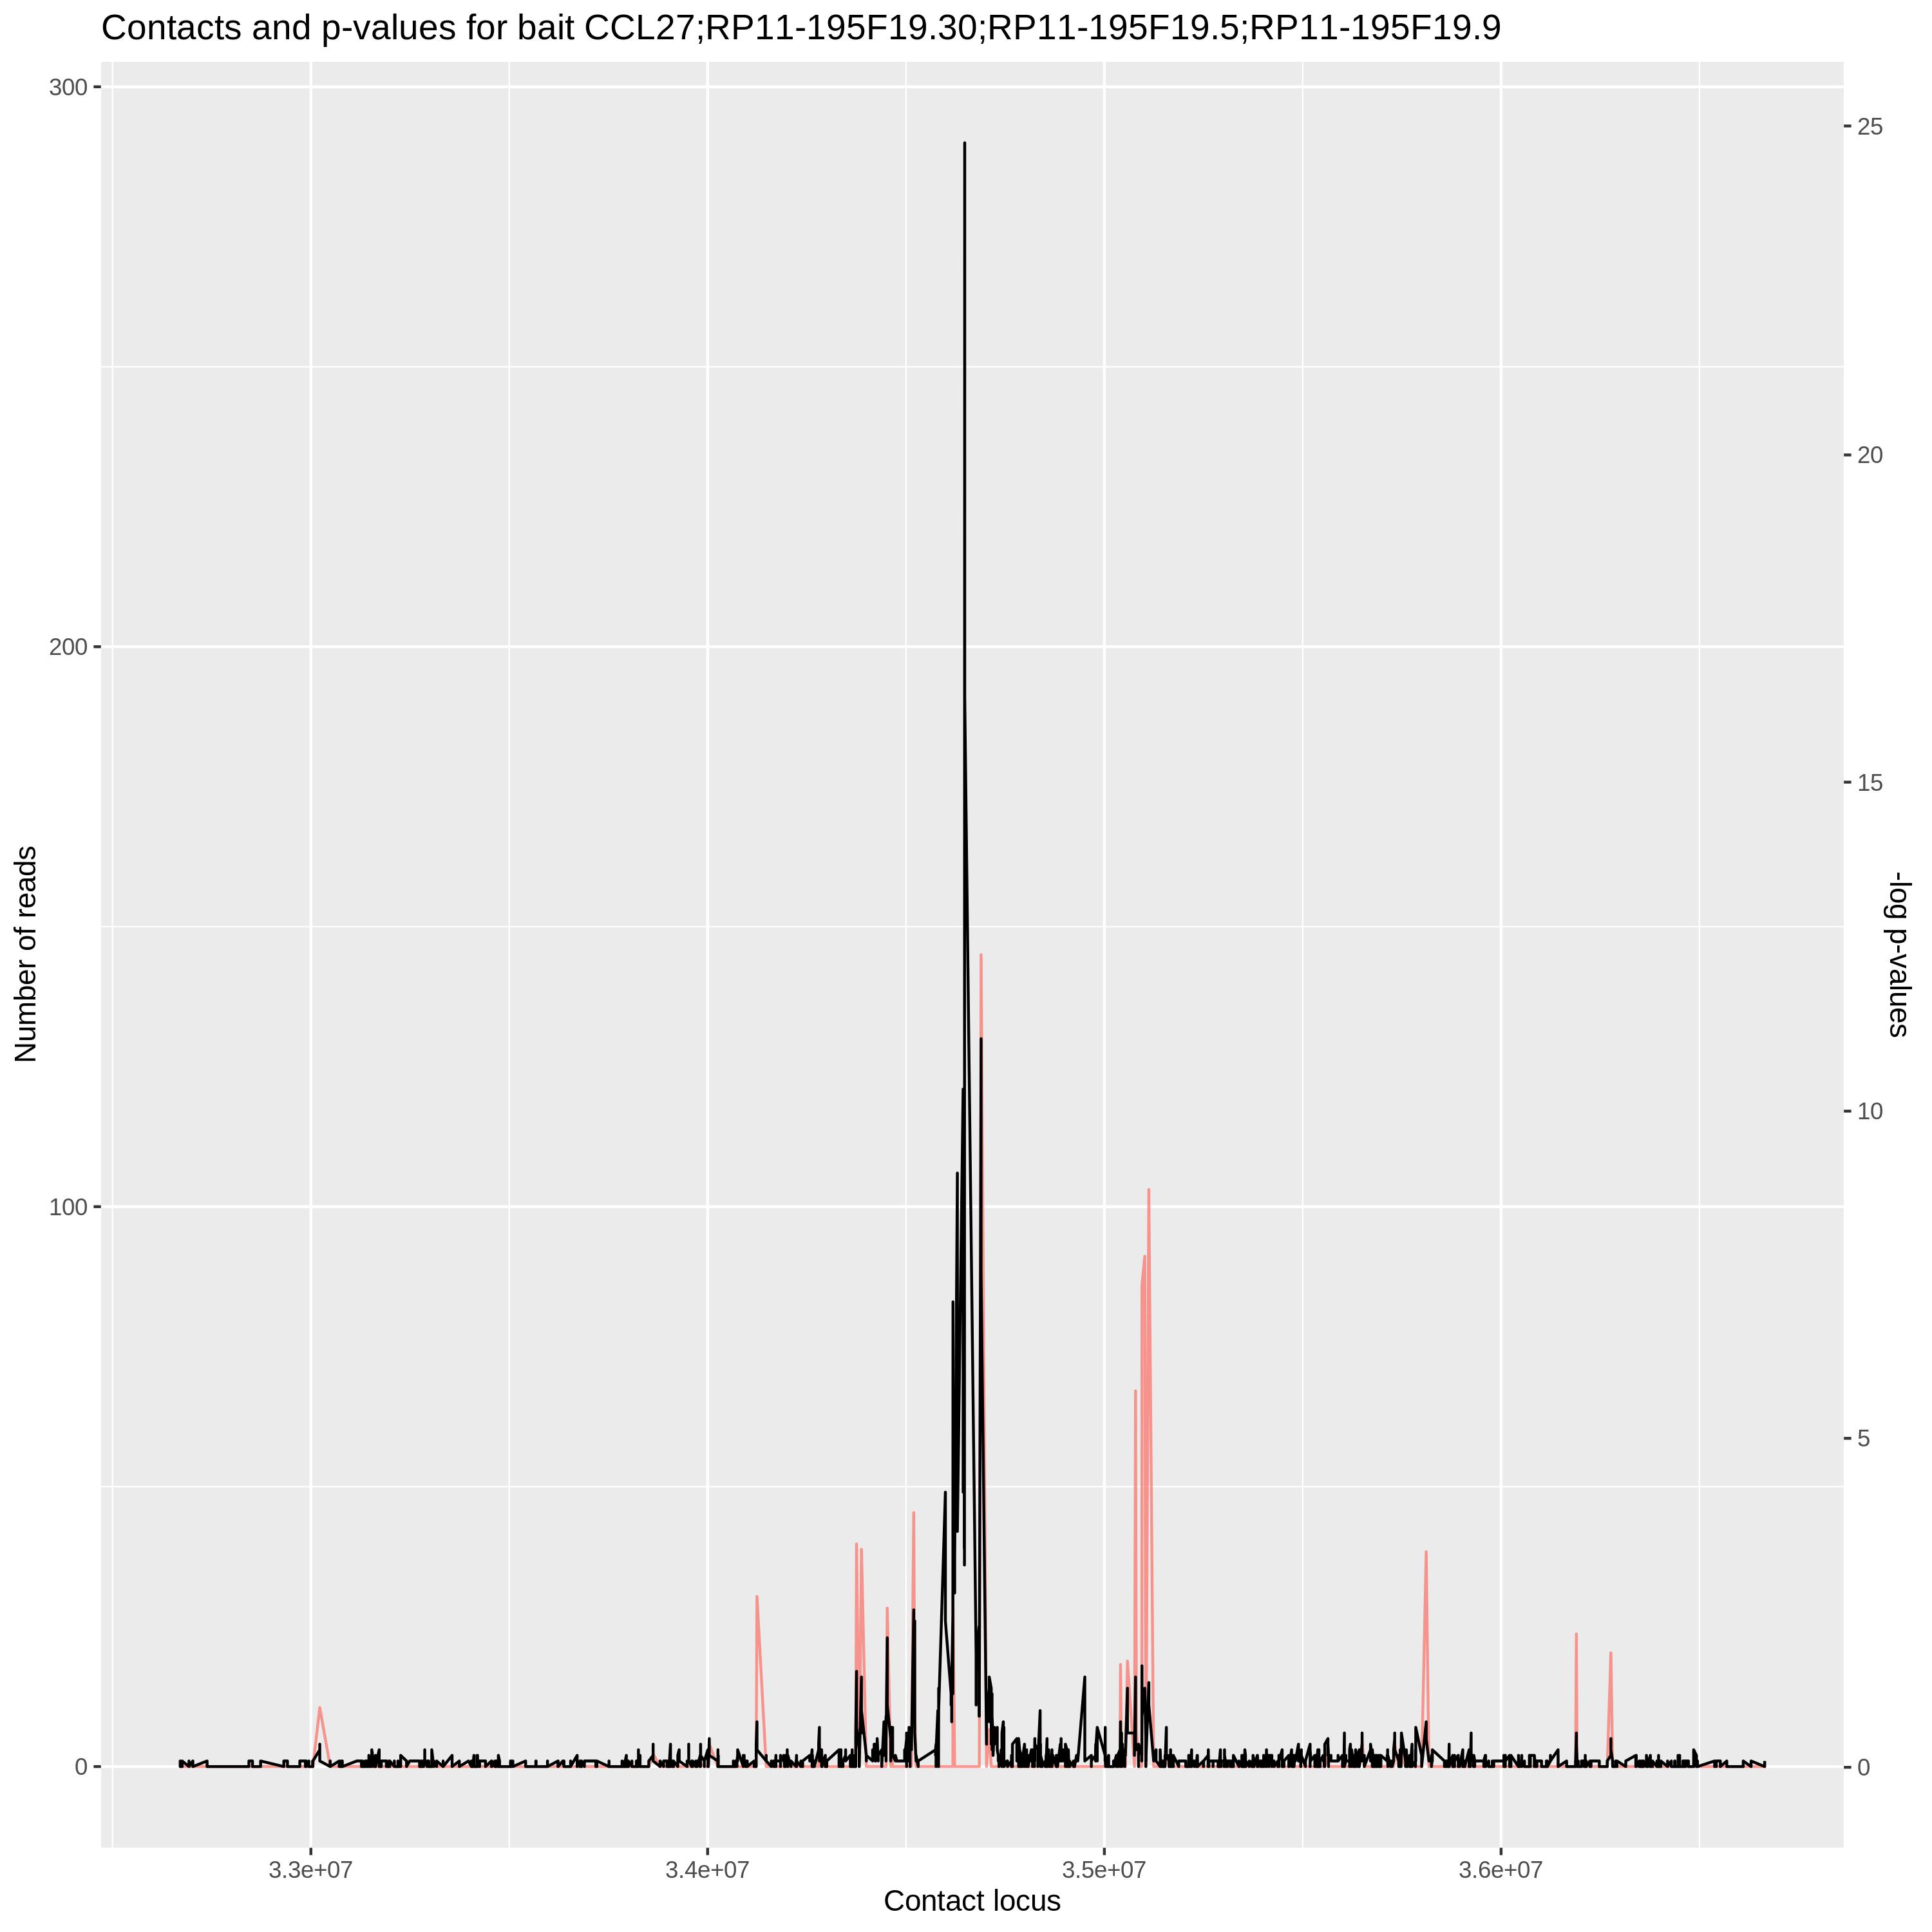 Contacts and p-values for bait CCL27;RP11-195F19.30;RP11-195F19.5;RP11-195F19.9
300
200
100
0
Number of reads
25
20
15
10
5
0
-log p-values
3.3e+07 3.4e+07 3.5e+07 3.6e+07
Contact locus